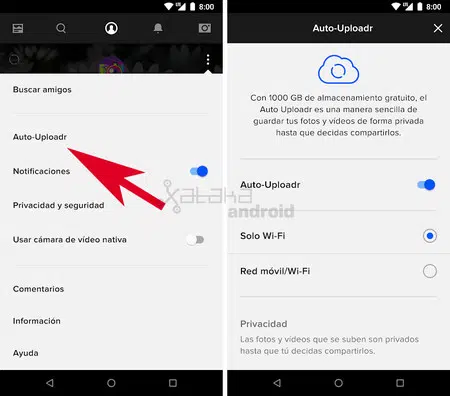 8:00
Buscar amigos
Auto-Uploadr
Notificaciones
Privacidad y seguridad
Usar cámara de vídeo nativa
Comentarios
Información
Ayuda
8:00
Auto-Uploadr
Con 1000 GB de almacenamiento gratuito, el
Auto Uploadr es una manera sencilla de
guardar tus fotos y vídeos de forma privada
hasta que decidas compartirlos.
Auto-Uploadr
Solo Wi-Fi
Red móvil/Wi-Fi
Privacidad
Las fotos y vídeos que se suben son privados
hasta que tú decidas compartirlos.
xataka
android